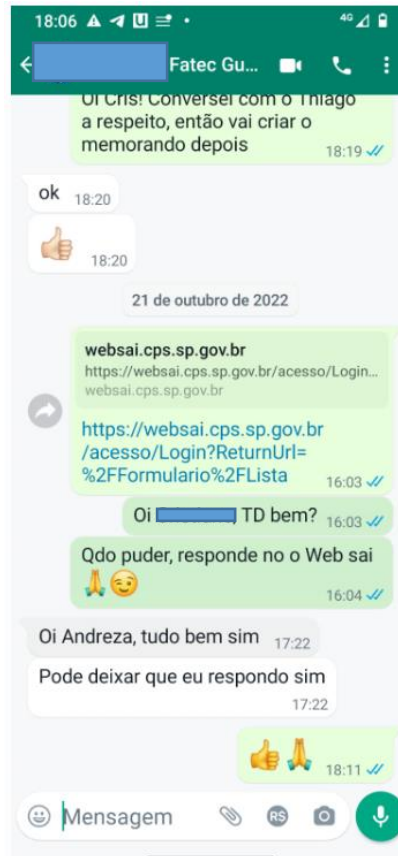 18:06
4G
Fatec Gu...
Oi Cris! Conversei com o Thiago
a respeito, então vai criar o
memorando depois
18:19
ok 18:20
18:20
21 de outubro de 2022
websai.cps.sp.gov.br
https://websai.cps.sp.gov.br/acesso/Login...
websai.cps.sp.gov.br
https://websai.cps.sp.gov.br
/acesso/Login?ReturnUrl=
%2FFormulario%2FLista 16:03
Oi , TD bem? 16:03
Qdo puder, responde no o Web sai
16:04
Oi Andreza, tudo bem sim 17:22
Pode deixar que eu respondo sim
17:22
18:11
Mensagem
RS